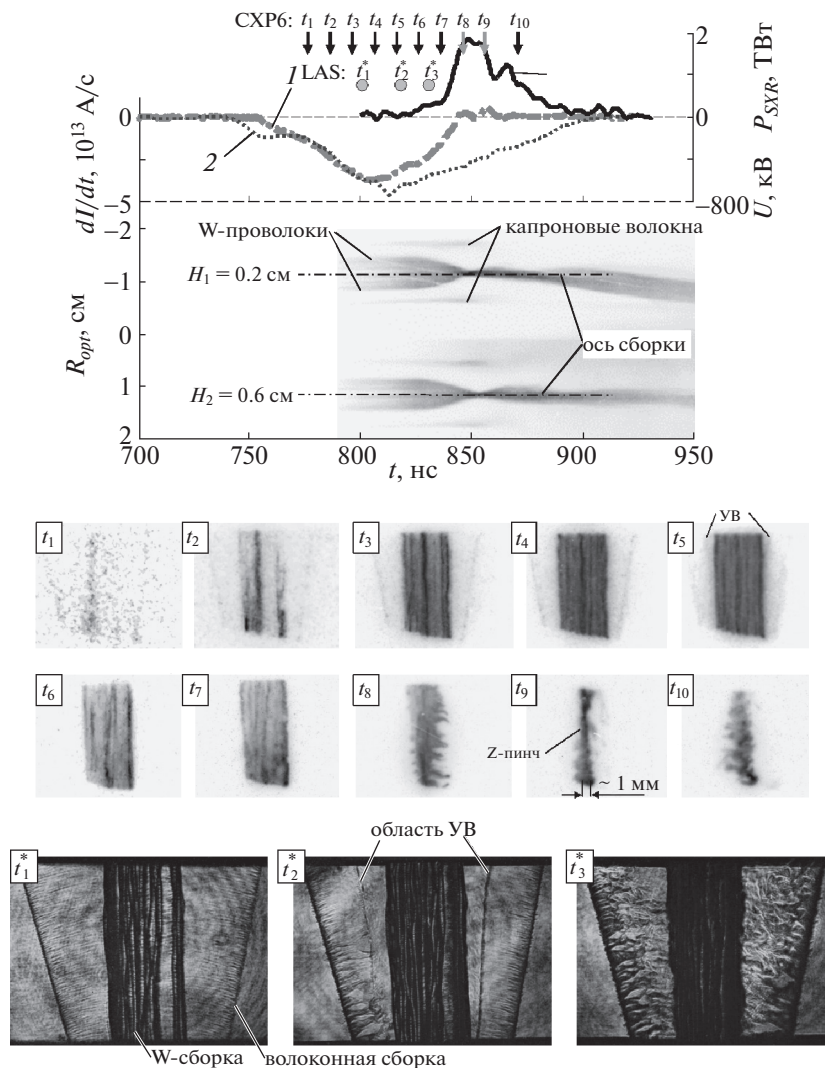 СХР6: t1 t2 t3 t4 t5 t6 t7 t8 t9 t10
LAS: t1* t2* t3*
1
2
dI/dt, 10^13 А/с
0
−5
2
0
−800
U, кВ P_SXR, ТВт
W-проволоки
капроновые волокна
H1 = 0.2 см
ось сборки
H2 = 0.6 см
R_opt, см
−2
−1
0
1
2
700 750 800 850 900 950
t, нс
t1 t2 t3 t4 t5
УВ
t6 t7 t8 t9 t10
Z-пинч
~ 1 мм
область УВ
t1* t2* t3*
W-сборка
волоконная сборка